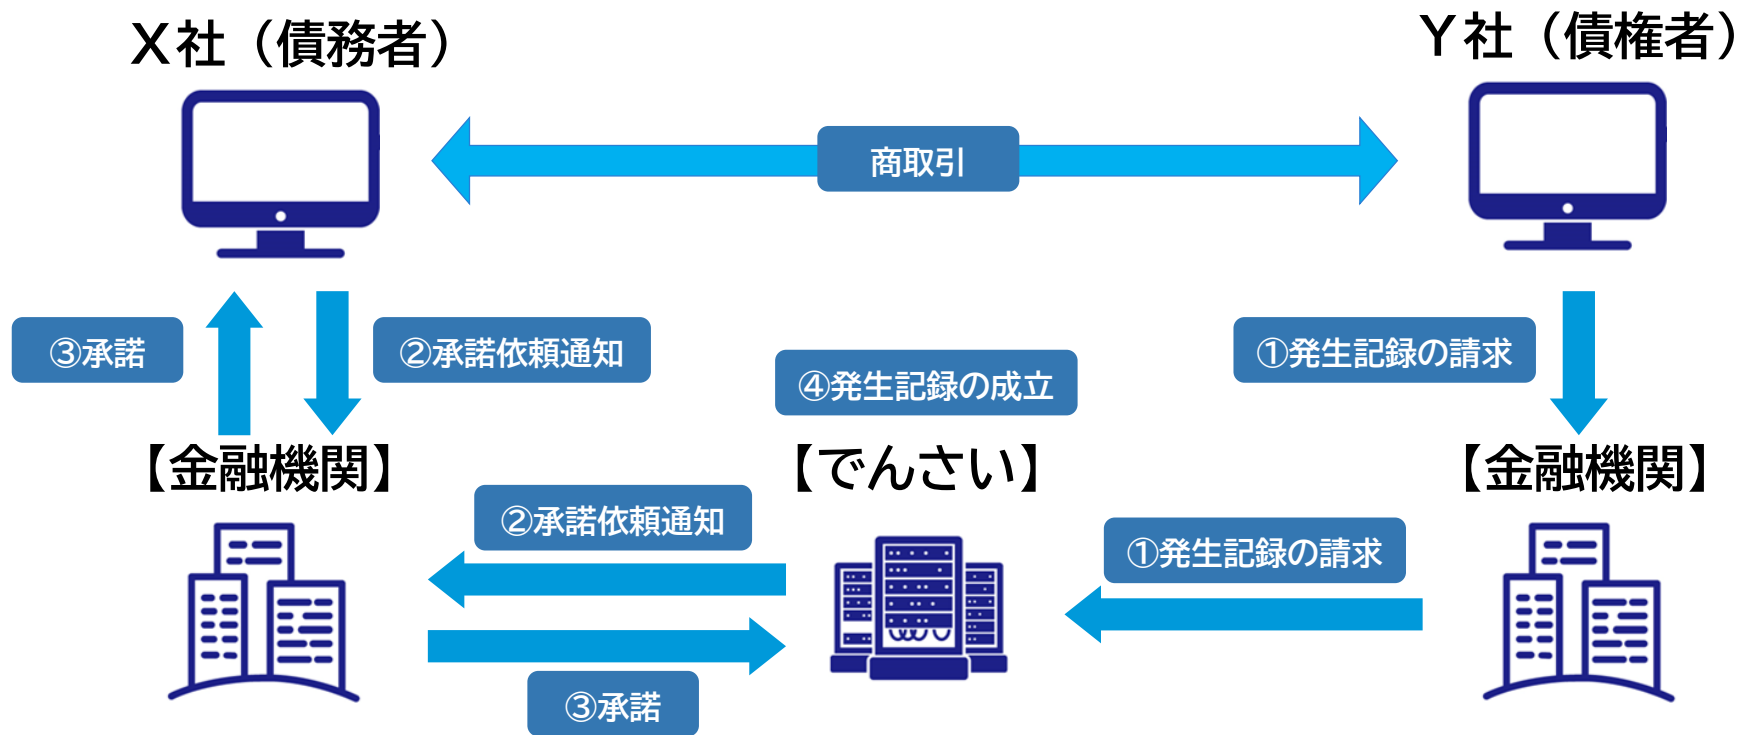 X社（債務者）
Y社（債権者）
商取引
③承諾
②承諾依頼通知
①発生記録の請求
④発生記録の成立
【金融機関】
【でんさい】
【金融機関】
②承諾依頼通知
①発生記録の請求
③承諾